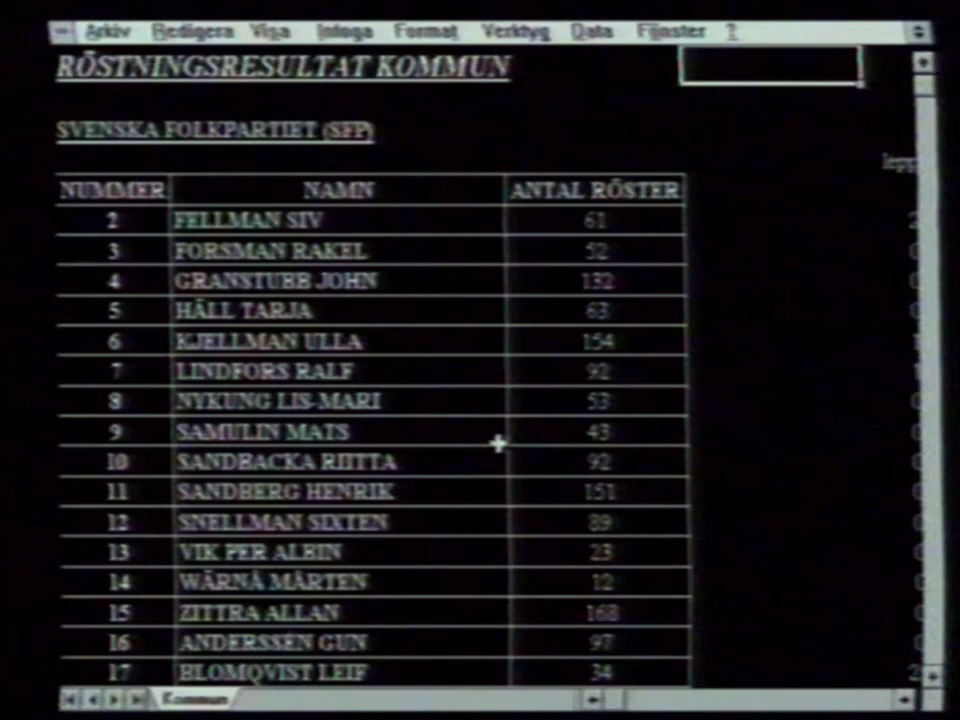 Arkiv Redigera Visa Infoga Format Verktyg Data Fönster ?
RÖSTNINGSRESULTAT KOMMUN
SVENSKA FOLKPARTIET (SFP)
NUMMER NAMN ANTAL RÖSTER
2 FELLMAN SIV 61
3 FORSMAN RAKEL 52
4 GRANSTUBB JOHN 132
5 HÄLL TARJA 63
6 KJELLMAN ULLA 154
7 LINDFORS RALF 92
8 NYKUNG LIS-MARI 53
9 SAMULIN MATS 43
10 SANDBACKA RIITTA 92
11 SANDBERG HENRIK 151
12 SNELLMAN SIXTEN 89
13 VIK PER ALBIN 23
14 WÄRNÅ MÅRTEN 12
15 ZITTRA ALLAN 168
16 ANDERSSÉN GUN 97
17 BLOMQVIST LEIF 34
Kommun